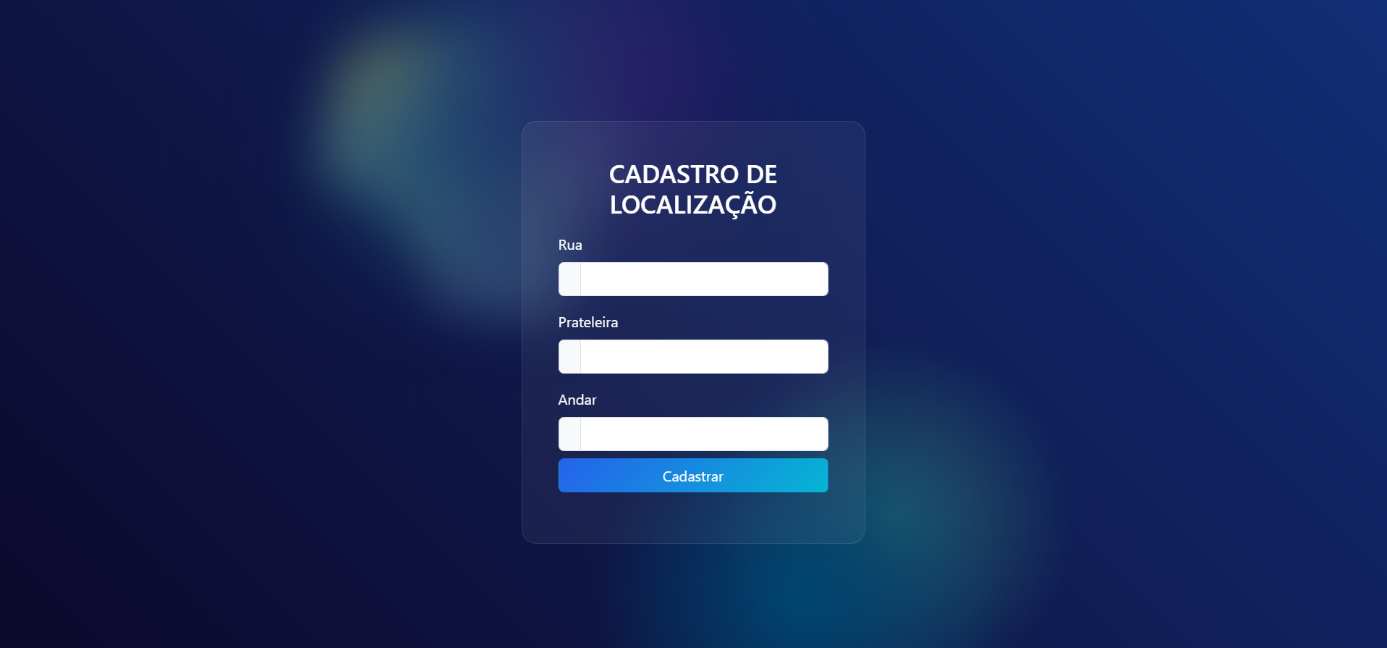 CADASTRO DE
LOCALIZAÇÃO
Rua
Prateleira
Andar
Cadastrar